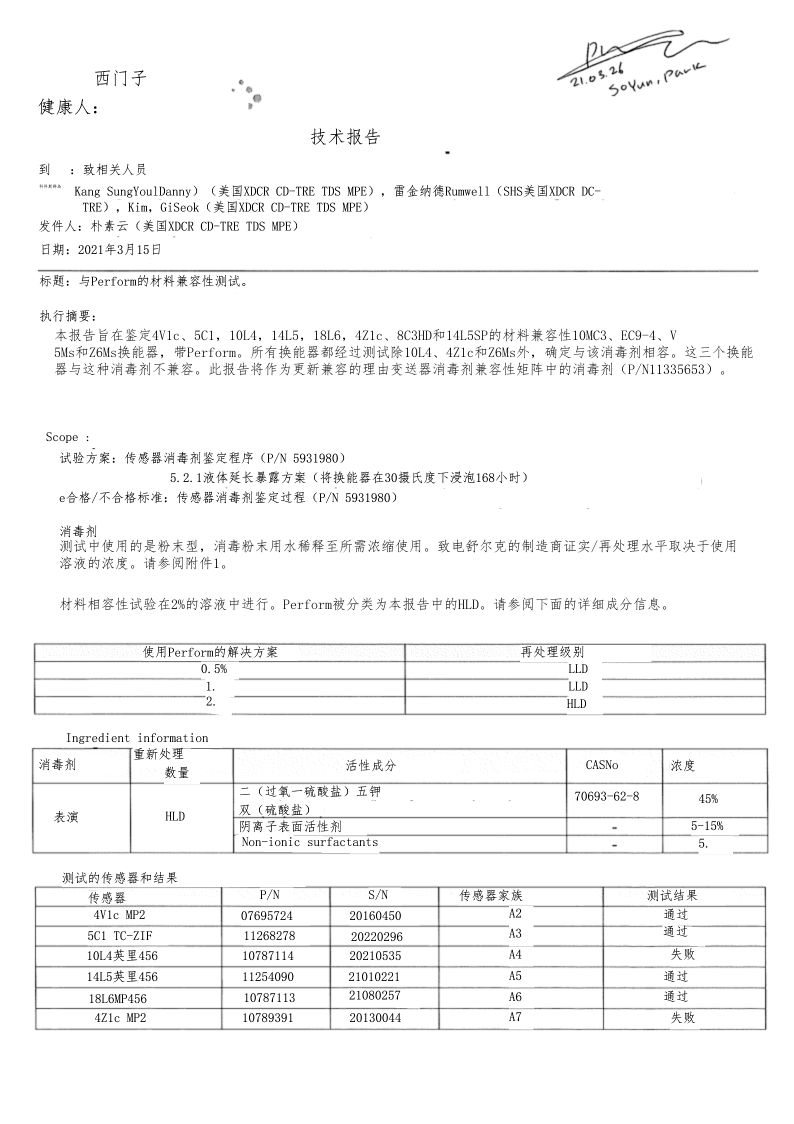 21.03.26
SoYun, Park
西门子
健康人：
技术报告
到 ：致相关人员
Kang SungYoulDanny）（美国XDCR CD-TRE TDS MPE），雷金纳德Rumwell（SHS美国XDCR DC-
TRE），Kim，GiSeok（美国XDCR CD-TRE TDS MPE）
发件人：朴素云（美国XDCR CD-TRE TDS MPE）
日期：2021年3月15日
标题：与Perform的材料兼容性测试。
执行摘要：
本报告旨在鉴定4V1c、5C1，10L4，14L5，18L6，4Z1c、8C3HD和14L5SP的材料兼容性10MC3、EC9-4、V
5Ms和Z6Ms换能器，带Perform。所有换能器都经过测试除10L4、4Z1c和Z6Ms外，确定与该消毒剂相容。这三个换能
器与这种消毒剂不兼容。此报告将作为更新兼容的理由变送器消毒剂兼容性矩阵中的消毒剂（P/N11335653）。
Scope :
试验方案：传感器消毒剂鉴定程序（P/N 5931980）
5.2.1液体延长暴露方案（将换能器在30摄氏度下浸泡168小时）
e合格/不合格标准：传感器消毒剂鉴定过程（P/N 5931980）
消毒剂
测试中使用的是粉末型，消毒粉末用水稀释至所需浓缩使用。致电舒尔克的制造商证实/再处理水平取决于使用
溶液的浓度。请参阅附件1。
材料相容性试验在2%的溶液中进行。Perform被分类为本报告中的HLD。请参阅下面的详细成分信息。
使用Perform的解决方案 再处理级别
0.5% LLD
1. LLD
2. HLD
Ingredient information
消毒剂 重新处理数量 活性成分 CASNo 浓度
表演 HLD 二（过氧一硫酸盐）五钾 70693-62-8 45%
双（硫酸盐）
阴离子表面活性剂 - 5-15%
Non-ionic surfactants - 5.
测试的传感器和结果
传感器 P/N S/N 传感器家族 测试结果
4V1c MP2 07695724 20160450 A2 通过
5C1 TC-ZIF 11268278 20220296 A3 通过
10L4英里456 10787114 20210535 A4 失败
14L5英里456 11254090 21010221 A5 通过
18L6MP456 10787113 21080257 A6 通过
4Z1c MP2 10789391 20130044 A7 失败